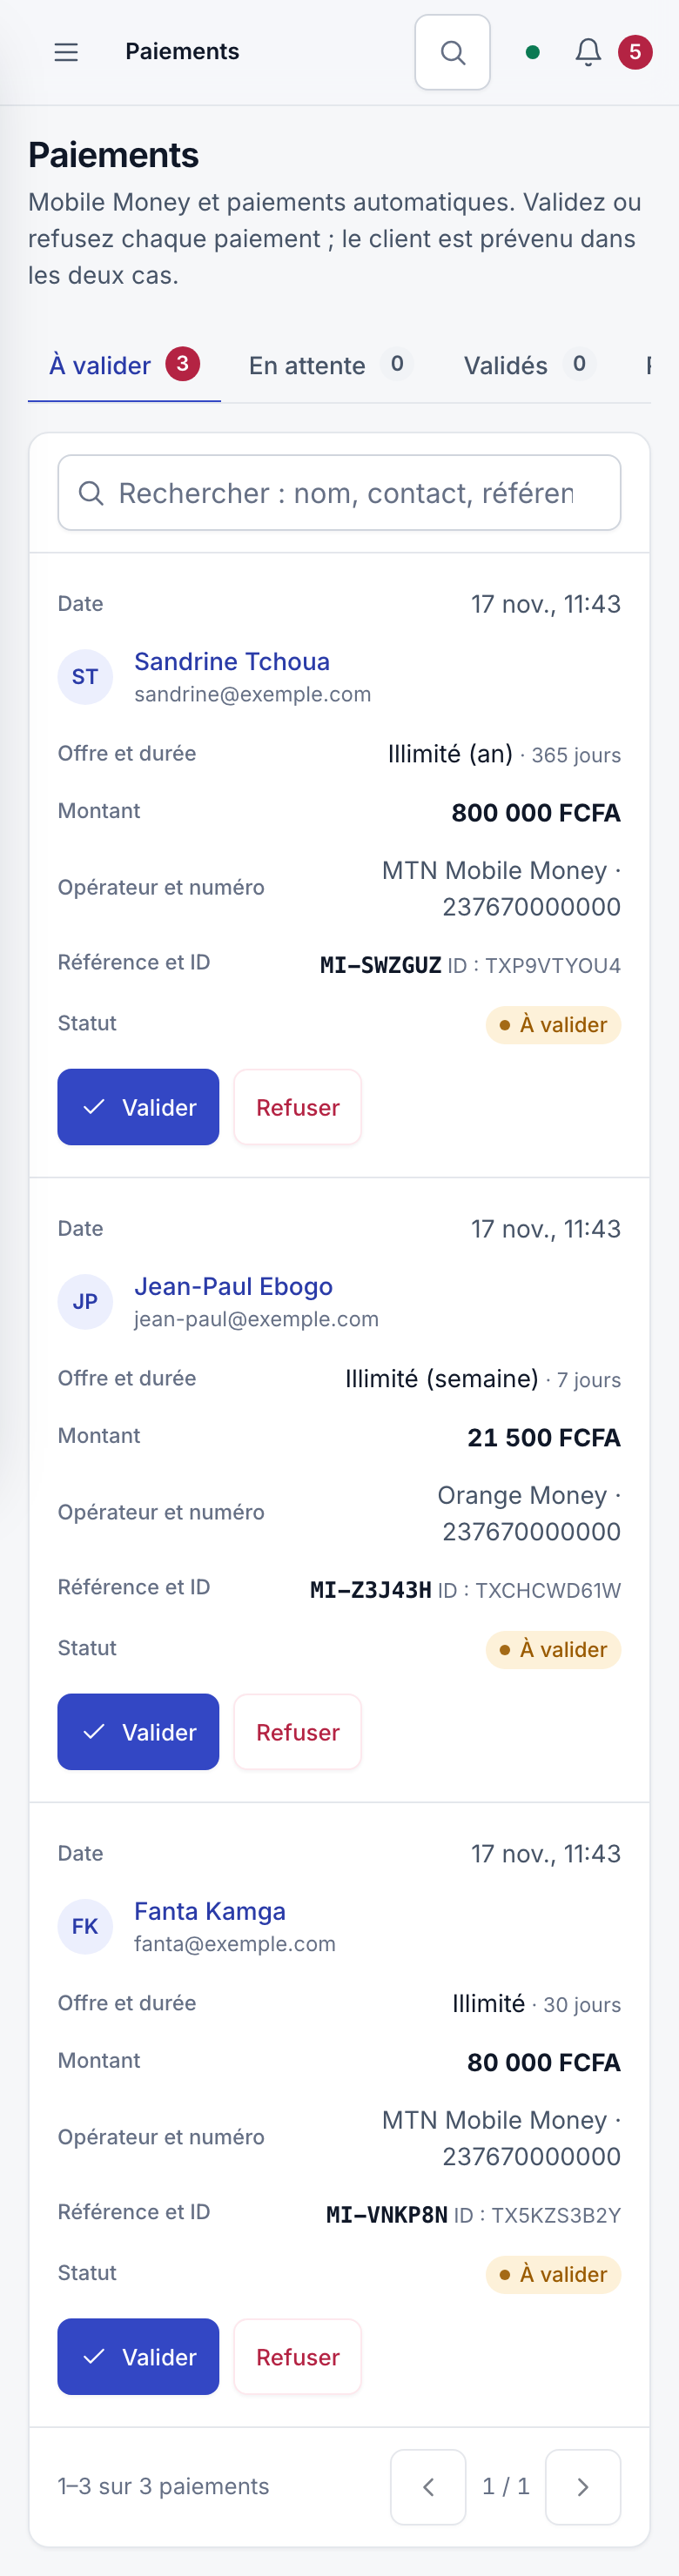 Paiements
5
Paiements
Mobile Money et paiements automatiques. Validez ou
refusez chaque paiement ; le client est prévenu dans
les deux cas.
À valider 3 En attente 0 Validés 0
Rechercher : nom, contact, référen
Date 17 nov., 11:43
ST Sandrine Tchoua
sandrine@exemple.com
Offre et durée Illimité (an) · 365 jours
Montant 800 000 FCFA
Opérateur et numéro MTN Mobile Money ·
237670000000
Référence et ID MI-SWZGUZ ID : TXP9VTYOU4
Statut À valider
Valider Refuser
Date 17 nov., 11:43
JP Jean-Paul Ebogo
jean-paul@exemple.com
Offre et durée Illimité (semaine) · 7 jours
Montant 21 500 FCFA
Opérateur et numéro Orange Money ·
237670000000
Référence et ID MI-Z3J43H ID : TXCHCWD61W
Statut À valider
Valider Refuser
Date 17 nov., 11:43
FK Fanta Kamga
fanta@exemple.com
Offre et durée Illimité · 30 jours
Montant 80 000 FCFA
Opérateur et numéro MTN Mobile Money ·
237670000000
Référence et ID MI-VNKP8N ID : TX5KZS3B2Y
Statut À valider
Valider Refuser
1–3 sur 3 paiements 1 / 1